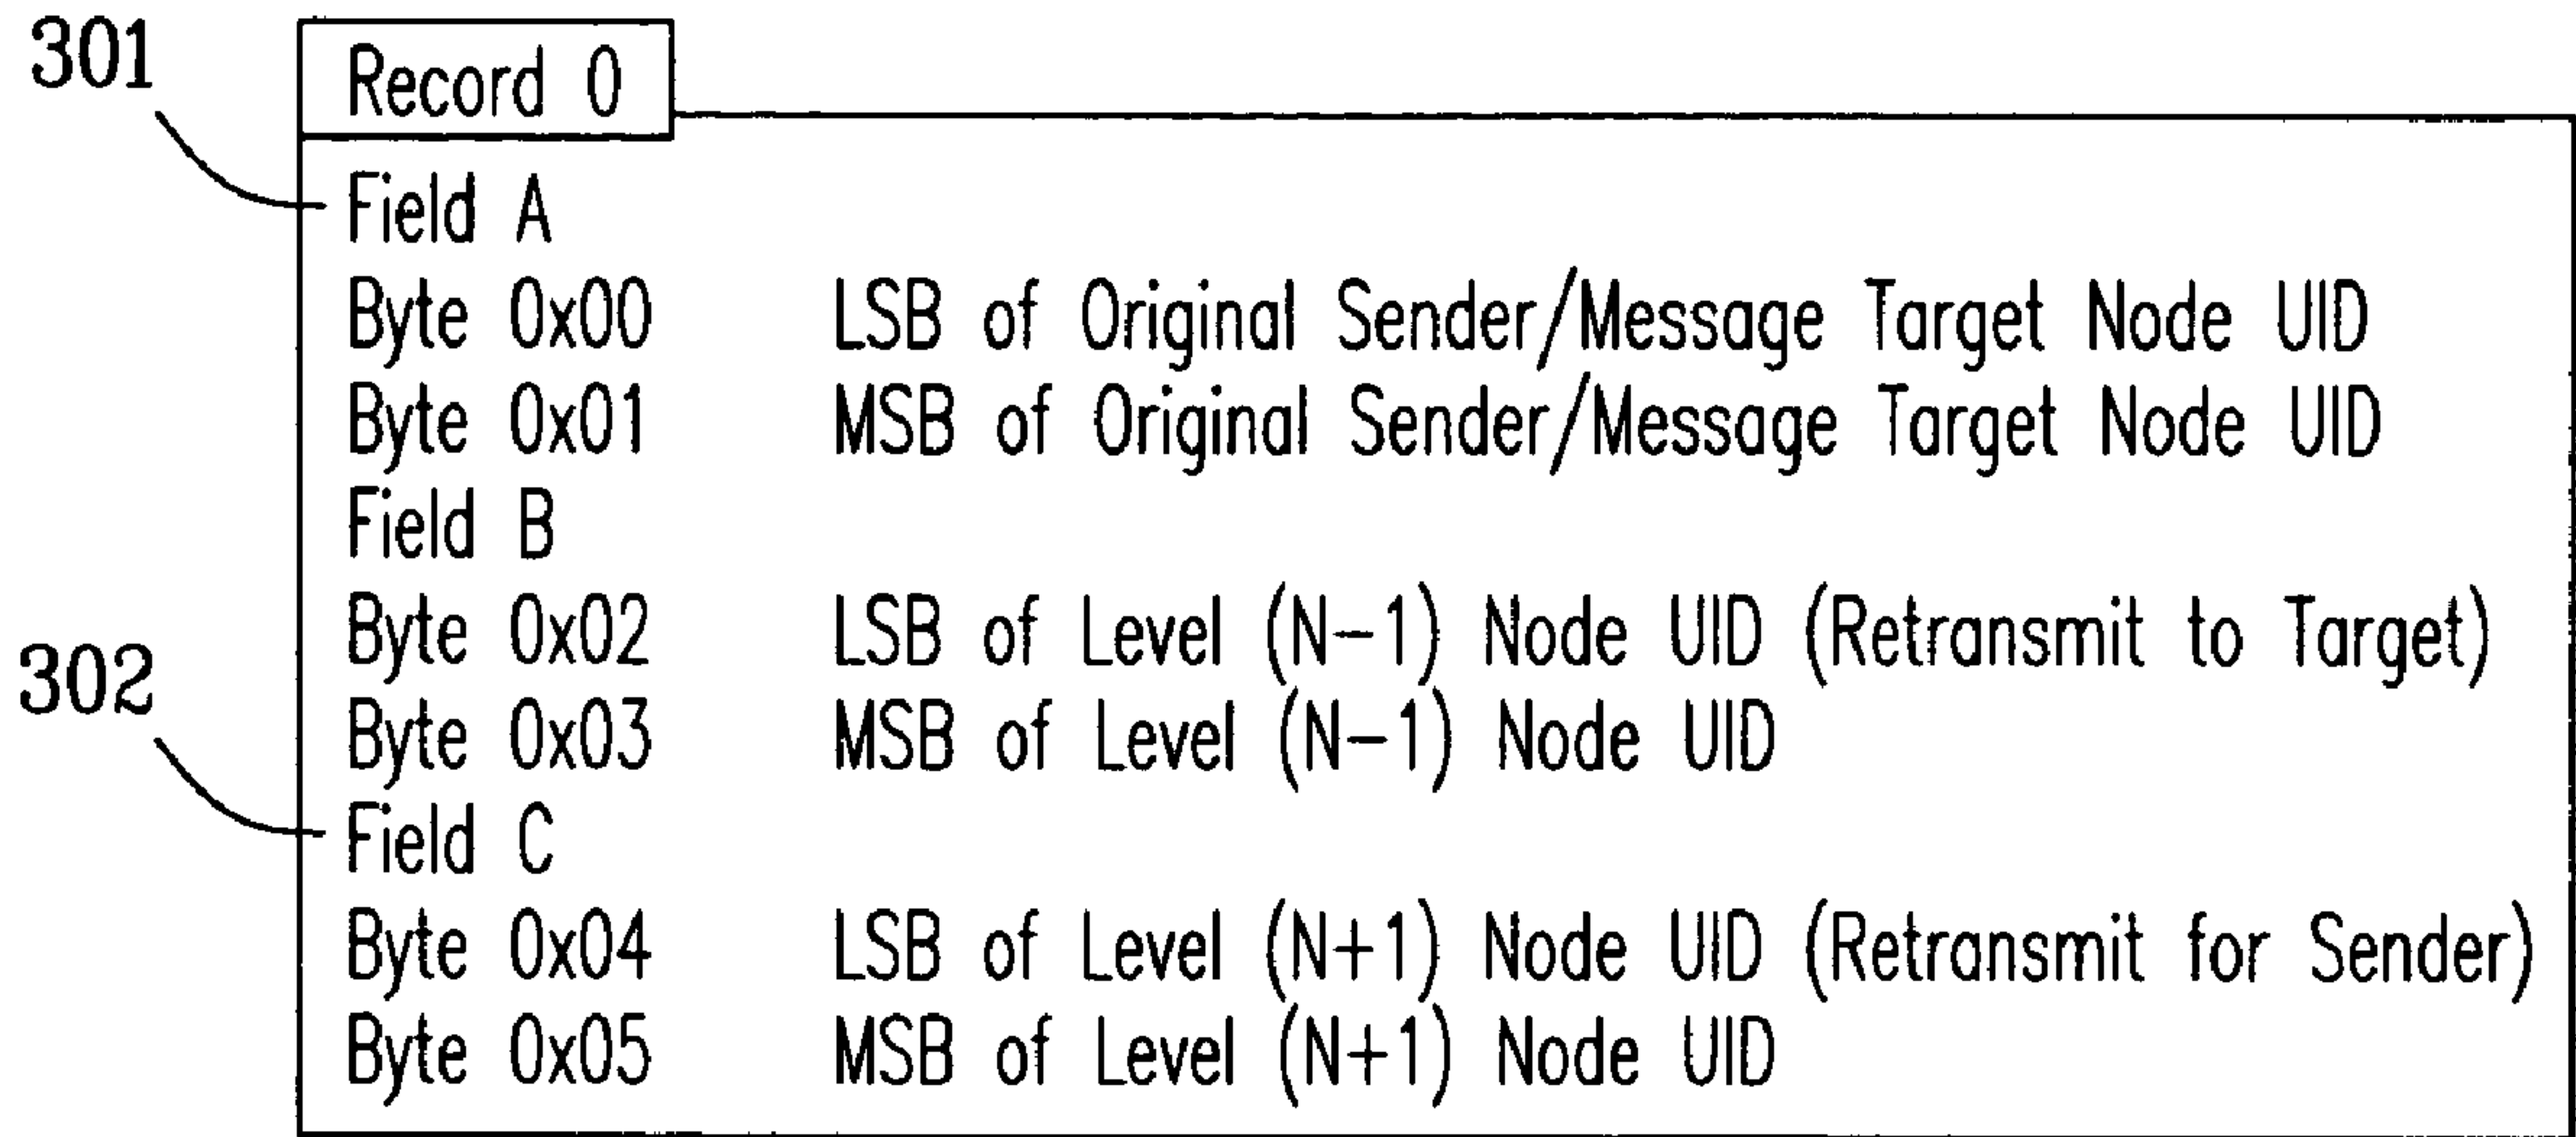 301
Record 0
Field A
Byte 0x00 LSB of Original Sender/Message Target Node UID
Byte 0x01 MSB of Original Sender/Message Target Node UID
Field B
Byte 0x02 LSB of Level (N-1) Node UID (Retransmit to Target)
302
Byte 0x03 MSB of Level (N-1) Node UID
Field C
Byte 0x04 LSB of Level (N+1) Node UID (Retransmit for Sender)
Byte 0x05 MSB of Level (N+1) Node UID